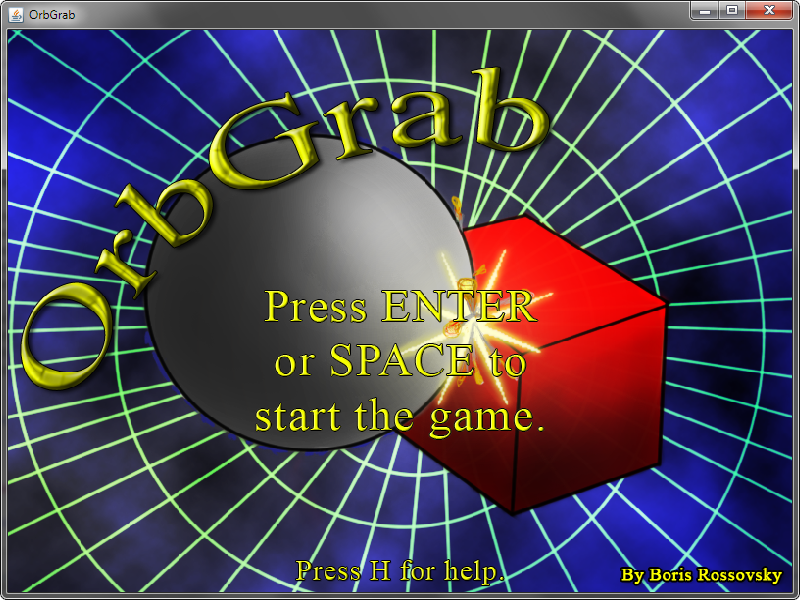 OrbGrab
OrbGrab
Press ENTER
or SPACE to
start the game.
Press H for help.
By Boris Rossovsky